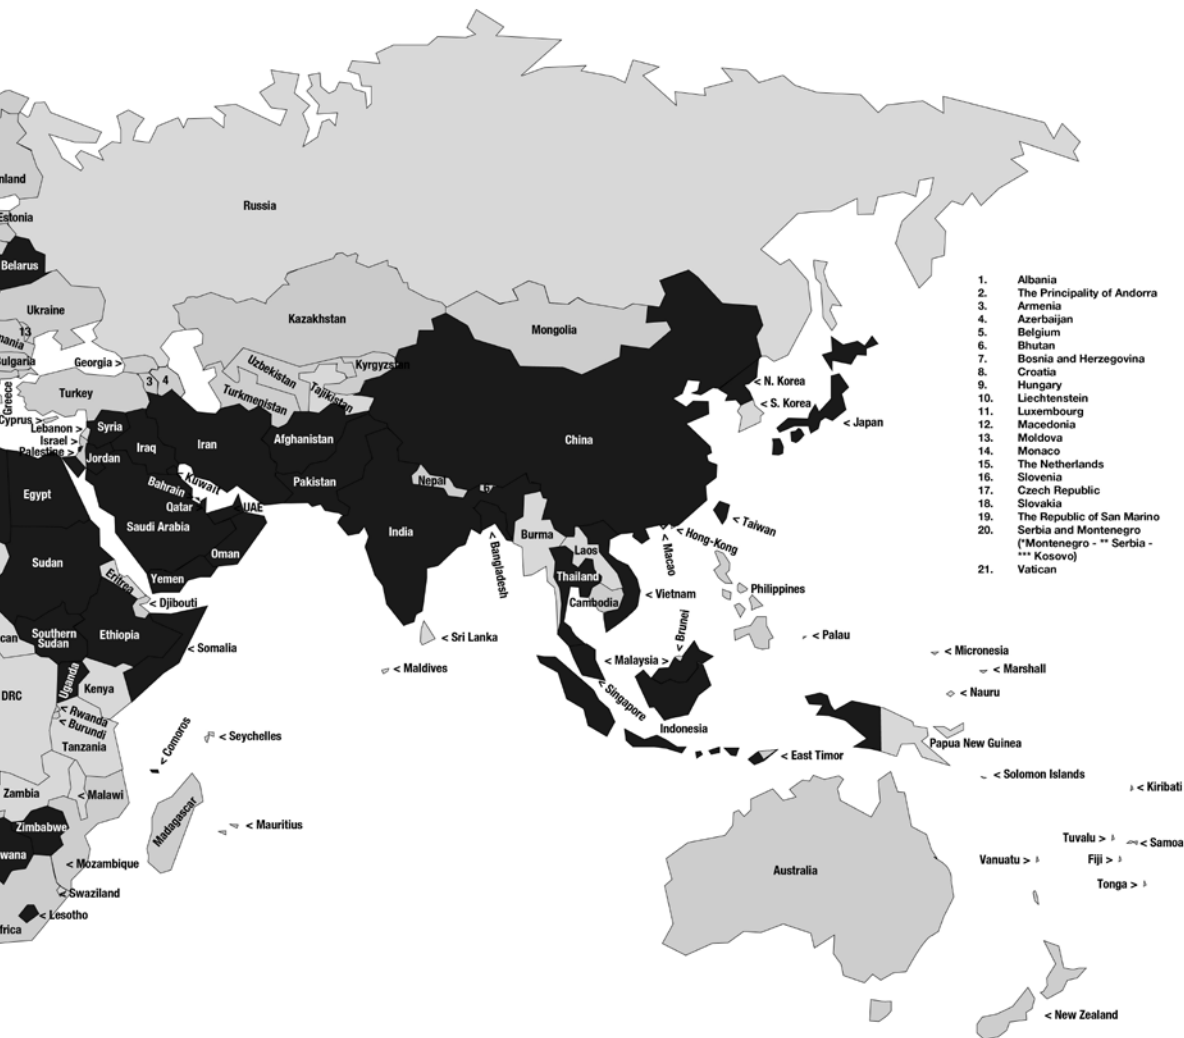 nland
Russia
Estonia
Belarus
Ukraine
13
mania
ulgaria
Georgia >
Kazakhstan
Mongolia
Uzbekistan
Kyrgyzstan
Turkmenistan
Tajikistan
3
4
Greece
Turkey
Cyprus >
Lebanon >
Israel >
Palestine >
Syria
Jordan
Iraq
Iran
Afghanistan
Pakistan
China
< N. Korea
< S. Korea
< Japan
Egypt
< Kuwait
Bahrain
Qatar
< UAE
Saudi Arabia
Oman
Yemen
Nepal
6
India
< Bangladesh
Burma
Laos
Thailand
Cambodia
< Vietnam
< Hong-Kong
< Macao
< Taiwan
Philippines
Sudan
Eritrea
< Djibouti
can
Southern
Sudan
Ethiopia
< Somalia
< Sri Lanka
< Maldives
< Malaysia >
< Brunei
< Singapore
Indonesia
< Palau
< Micronesia
< Marshall
< Nauru
DRC
Uganda
Kenya
< Rwanda
< Burundi
Tanzania
< Comoros
< Seychelles
< East Timor
Papua New Guinea
< Solomon Islands
< Kiribati
Zambia
< Malawi
Madagascar
< Mauritius
Zimbabwe
wana
< Mozambique
< Swaziland
< Lesotho
frica
Australia
Tuvalu >
< Samoa
Vanuatu >
Fiji >
Tonga >
< New Zealand
1. Albania
2. The Principality of Andorra
3. Armenia
4. Azerbaijan
5. Belgium
6. Bhutan
7. Bosnia and Herzegovina
8. Croatia
9. Hungary
10. Liechtenstein
11. Luxembourg
12. Macedonia
13. Moldova
14. Monaco
15. The Netherlands
16. Slovenia
17. Czech Republic
18. Slovakia
19. The Republic of San Marino
20. Serbia and Montenegro
(*Montenegro - ** Serbia -
*** Kosovo)
21. Vatican